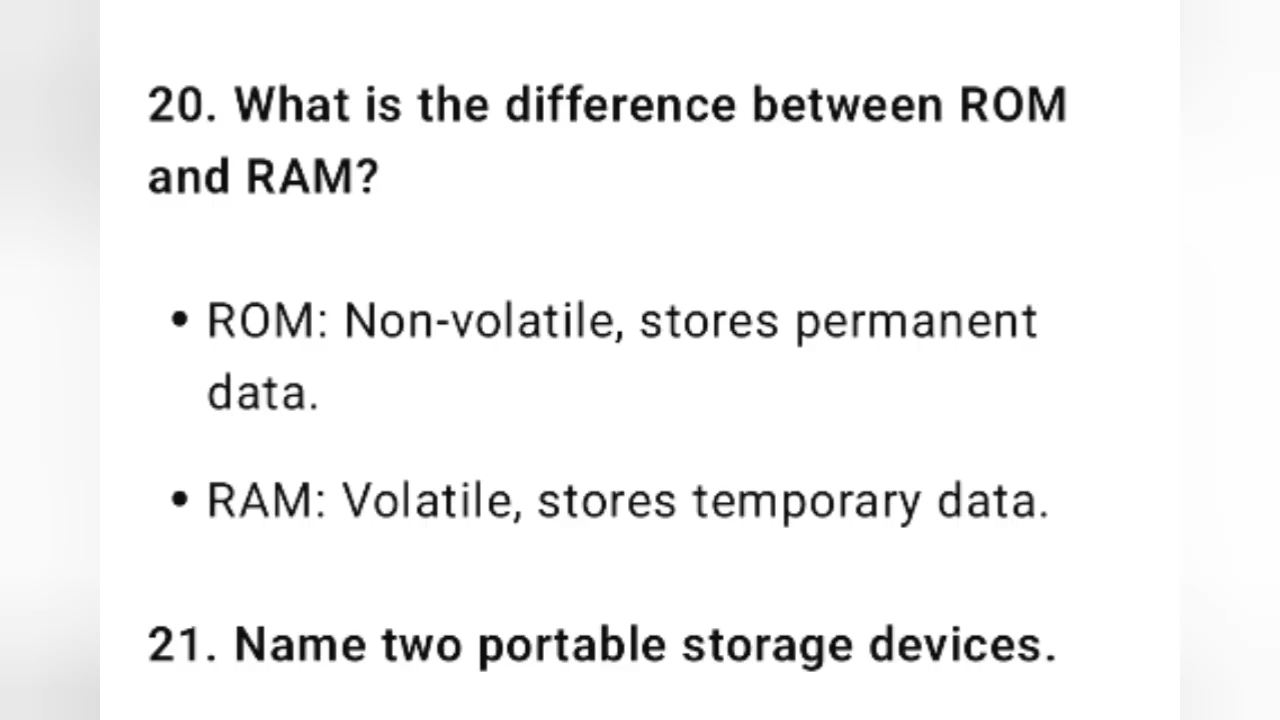 20. What is the difference between ROM
and RAM?
• ROM: Non-volatile, stores permanent
data.
• RAM: Volatile, stores temporary data.
21. Name two portable storage devices.